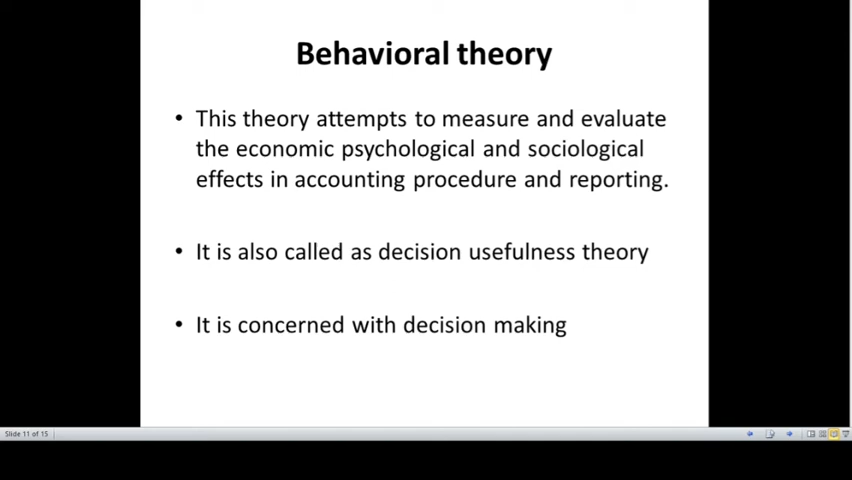 Behavioral theory
• This theory attempts to measure and evaluate
the economic psychological and sociological
effects in accounting procedure and reporting.
• It is also called as decision usefulness theory
• It is concerned with decision making
Slide 11 of 15